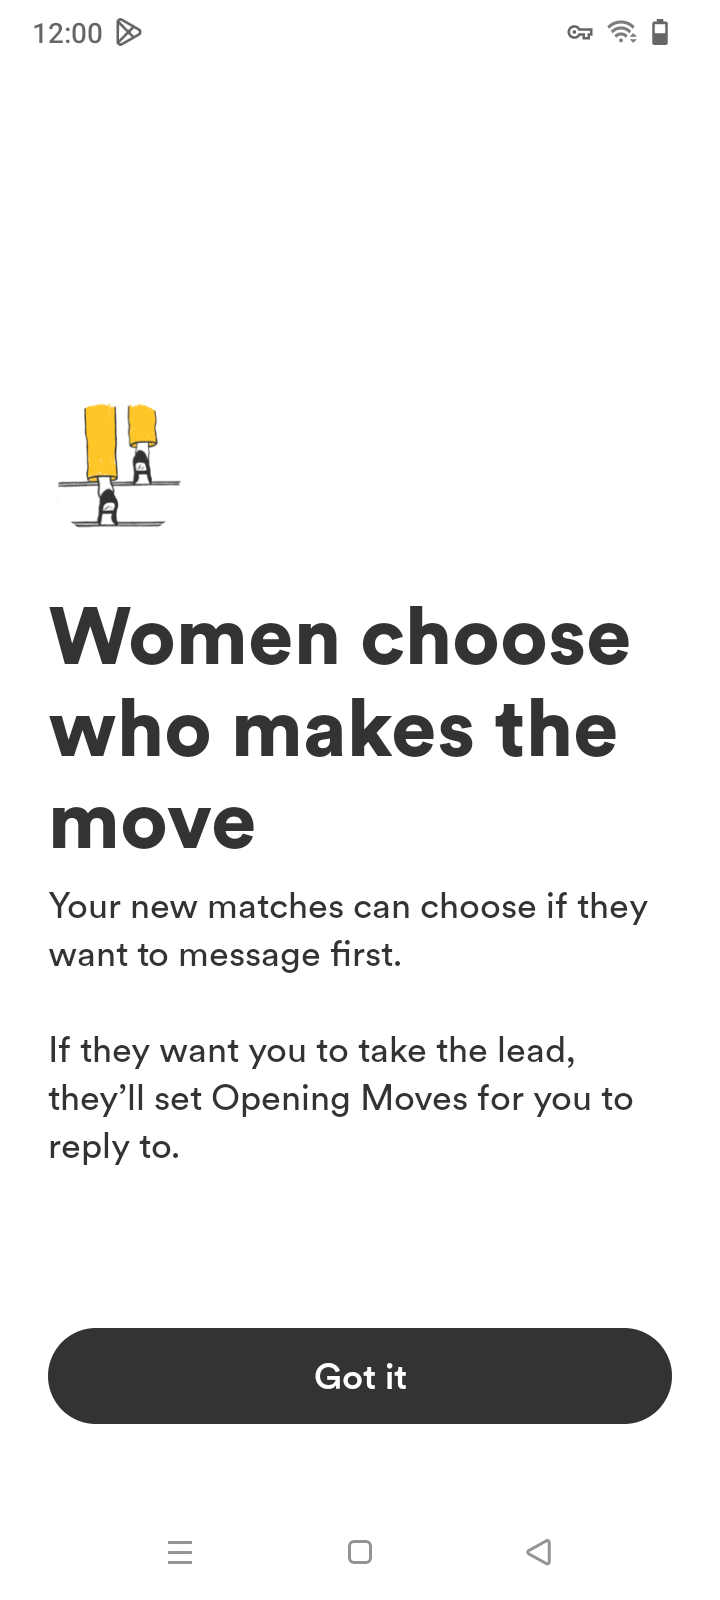 12:00
Women choose
who makes the
move
Your new matches can choose if they
want to message first.
If they want you to take the lead,
they’ll set Opening Moves for you to
reply to.
Got it